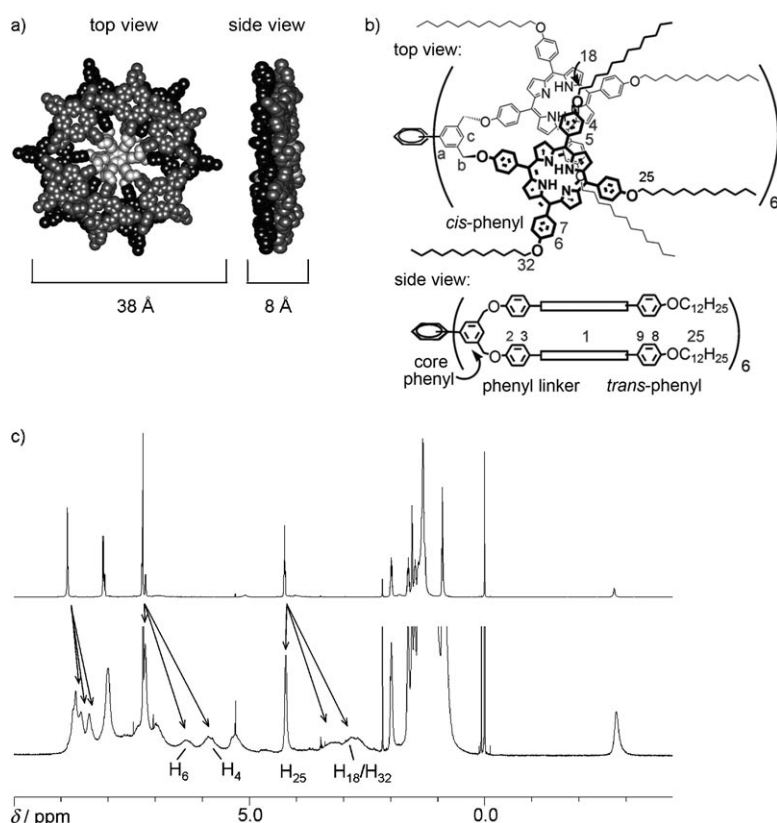 a)
top view
side view
38 Å
8 Å
b)
top view:
18
HN
N
N
HN
4
5
O
O
O
O
O
O
c
a
b
N
HN
NH
N
25
7
6
32
cis-phenyl
6
side view:
O
O
OC12H25
OC12H25
2 3
1
9 8
25
6
core
phenyl
phenyl linker
trans-phenyl
c)
H6
H4
H25
H18/H32
δ / ppm
5.0
0.0